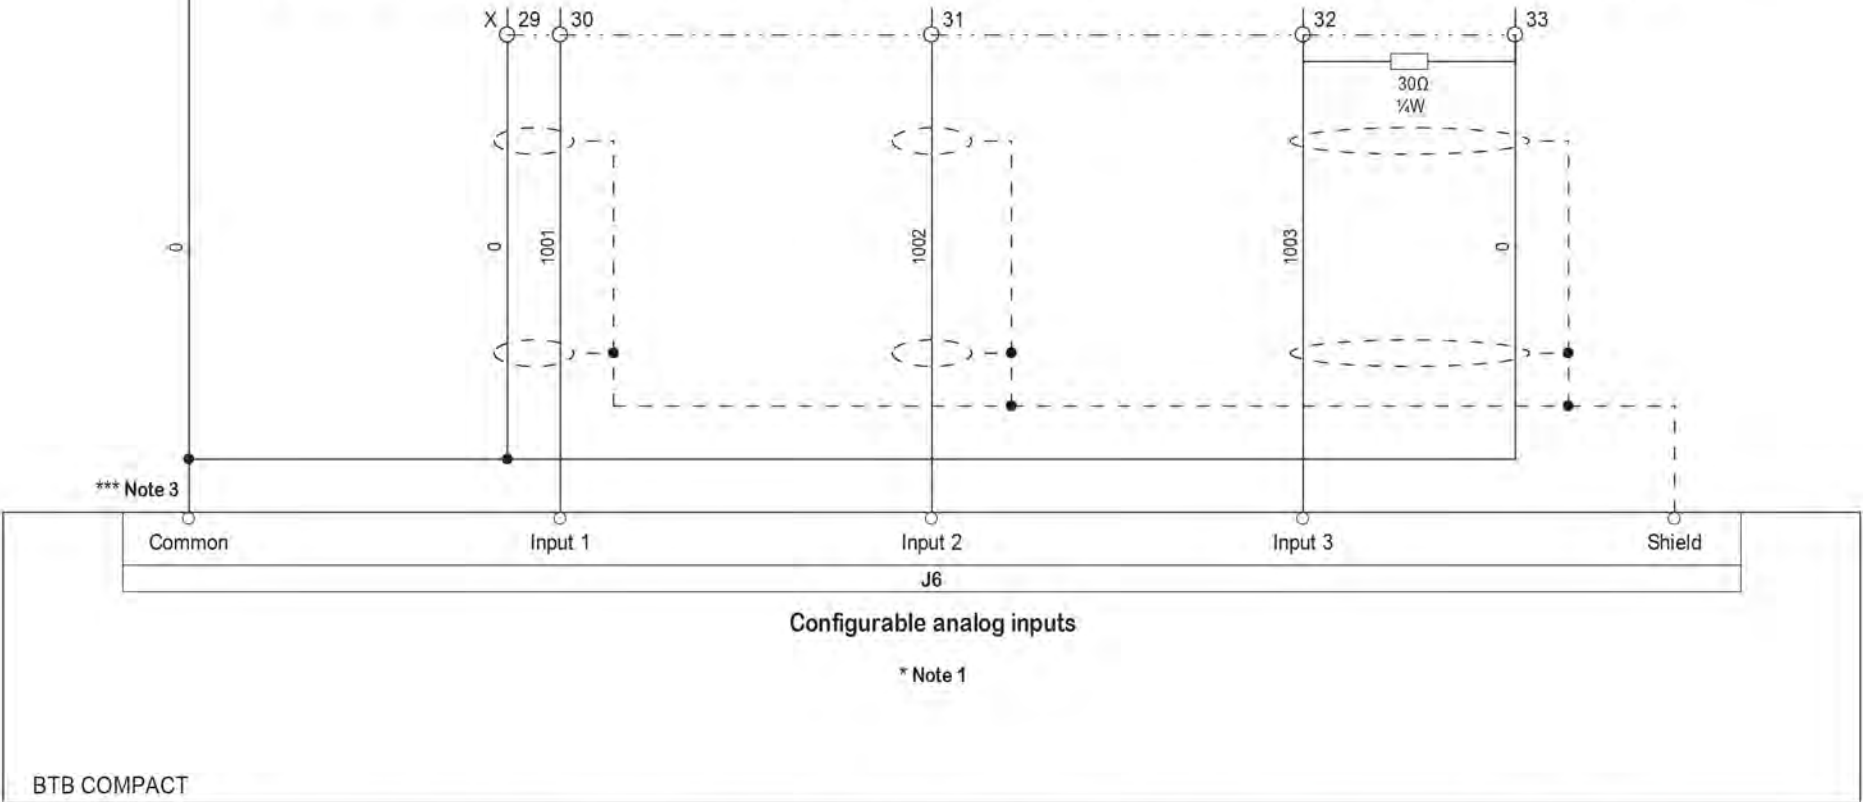 X 29 30 31 32 33
30Ω
¼W
0 0 1001 1002 1003 0
*** Note 3
Common Input 1 Input 2 Input 3 Shield
J6
Configurable analog inputs
* Note 1
BTB COMPACT